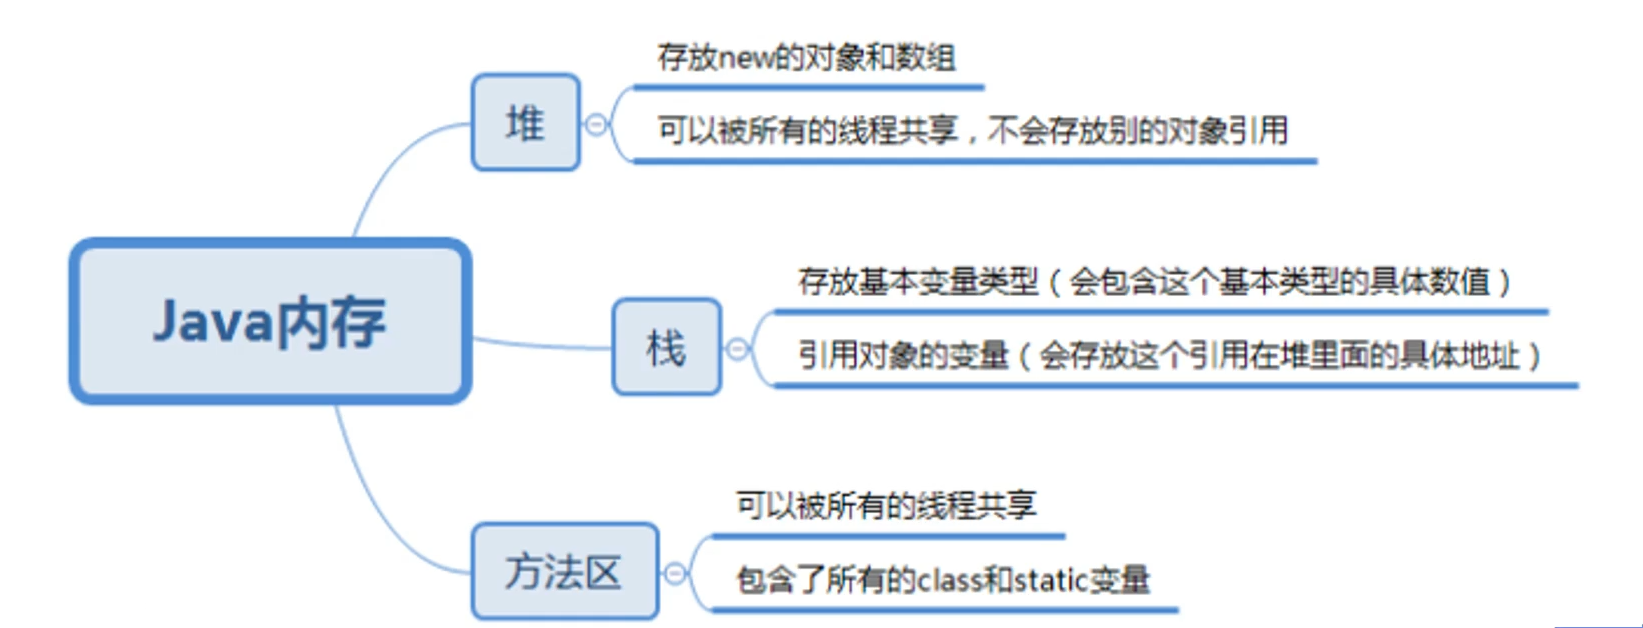 存放new的对象和数组
堆
可以被所有的线程共享，不会存放别的对象引用
存放基本变量类型（会包含这个基本类型的具体数值）
Java内存
栈
引用对象的变量（会存放这个引用在堆里面的具体地址）
可以被所有的线程共享
方法区
包含了所有的class和static变量